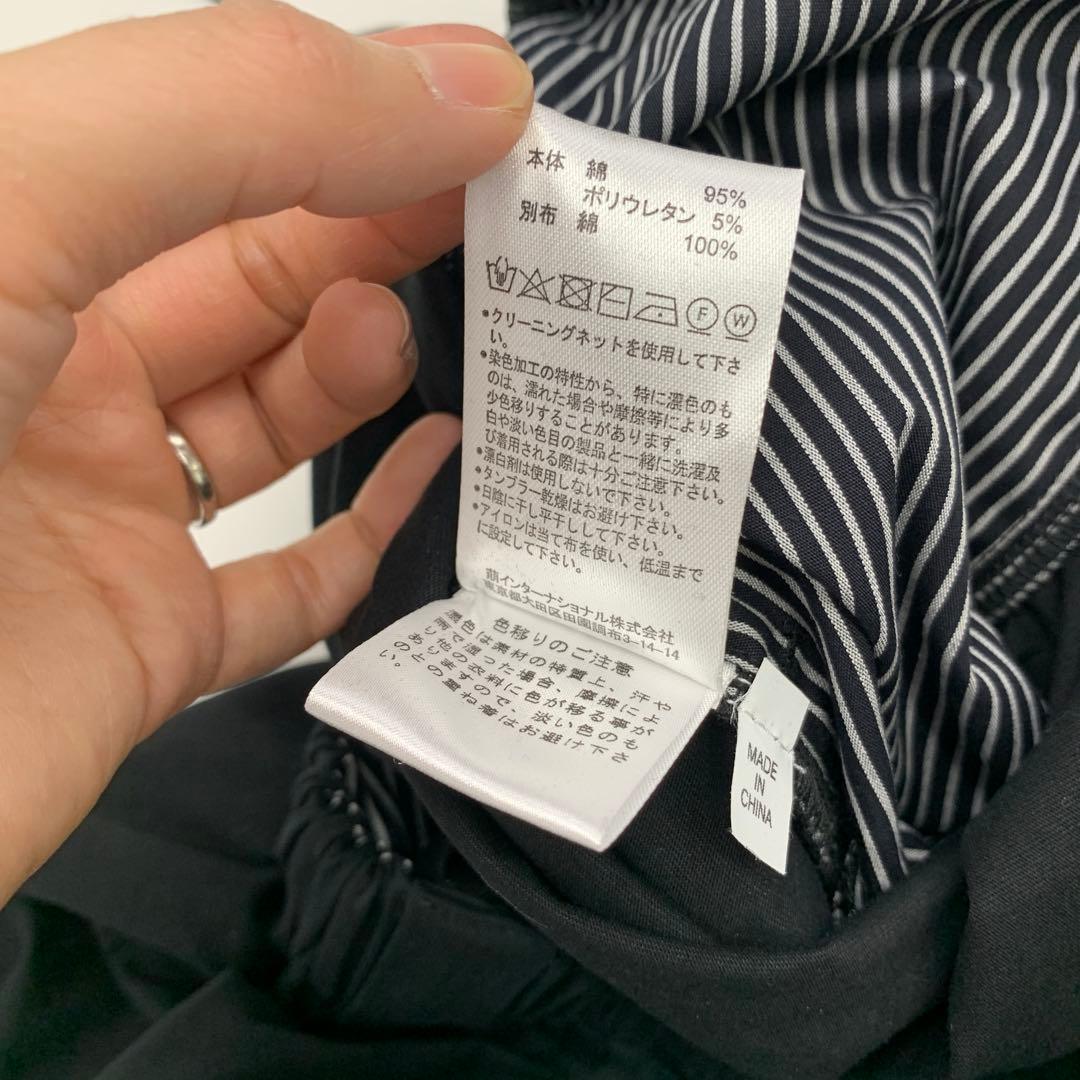 本体 綿 95%
ポリウレタン 5%
別布 綿 100%
F W
•クリーニングネットを使用して下さ
い。
•染色加工の特性から、特に濃色のも
のは、濡れた場合や摩擦等により多
少色移りすることがあります。
白や淡い色目の製品と一緒に洗濯及
び着用される際は十分ご注意下さい。
•漂白剤は使用しないで下さい。
•タンブラー乾燥はお避け下さい。
•日陰に干し平干しして下さい。
•アイロンは当て布を使い、低温まで
に設定して下さい。
萠インターナショナル株式会社
東京都大田区田園調布3-14-14
色移りのご注意
濃色は素材の特質上、汗や
雨で湿った場合、摩擦によ
り他の衣料に色が移る事が
ありますので、淡い色のも
のとの重ね着はお避け下さ
い。
MADE
IN
CHINA